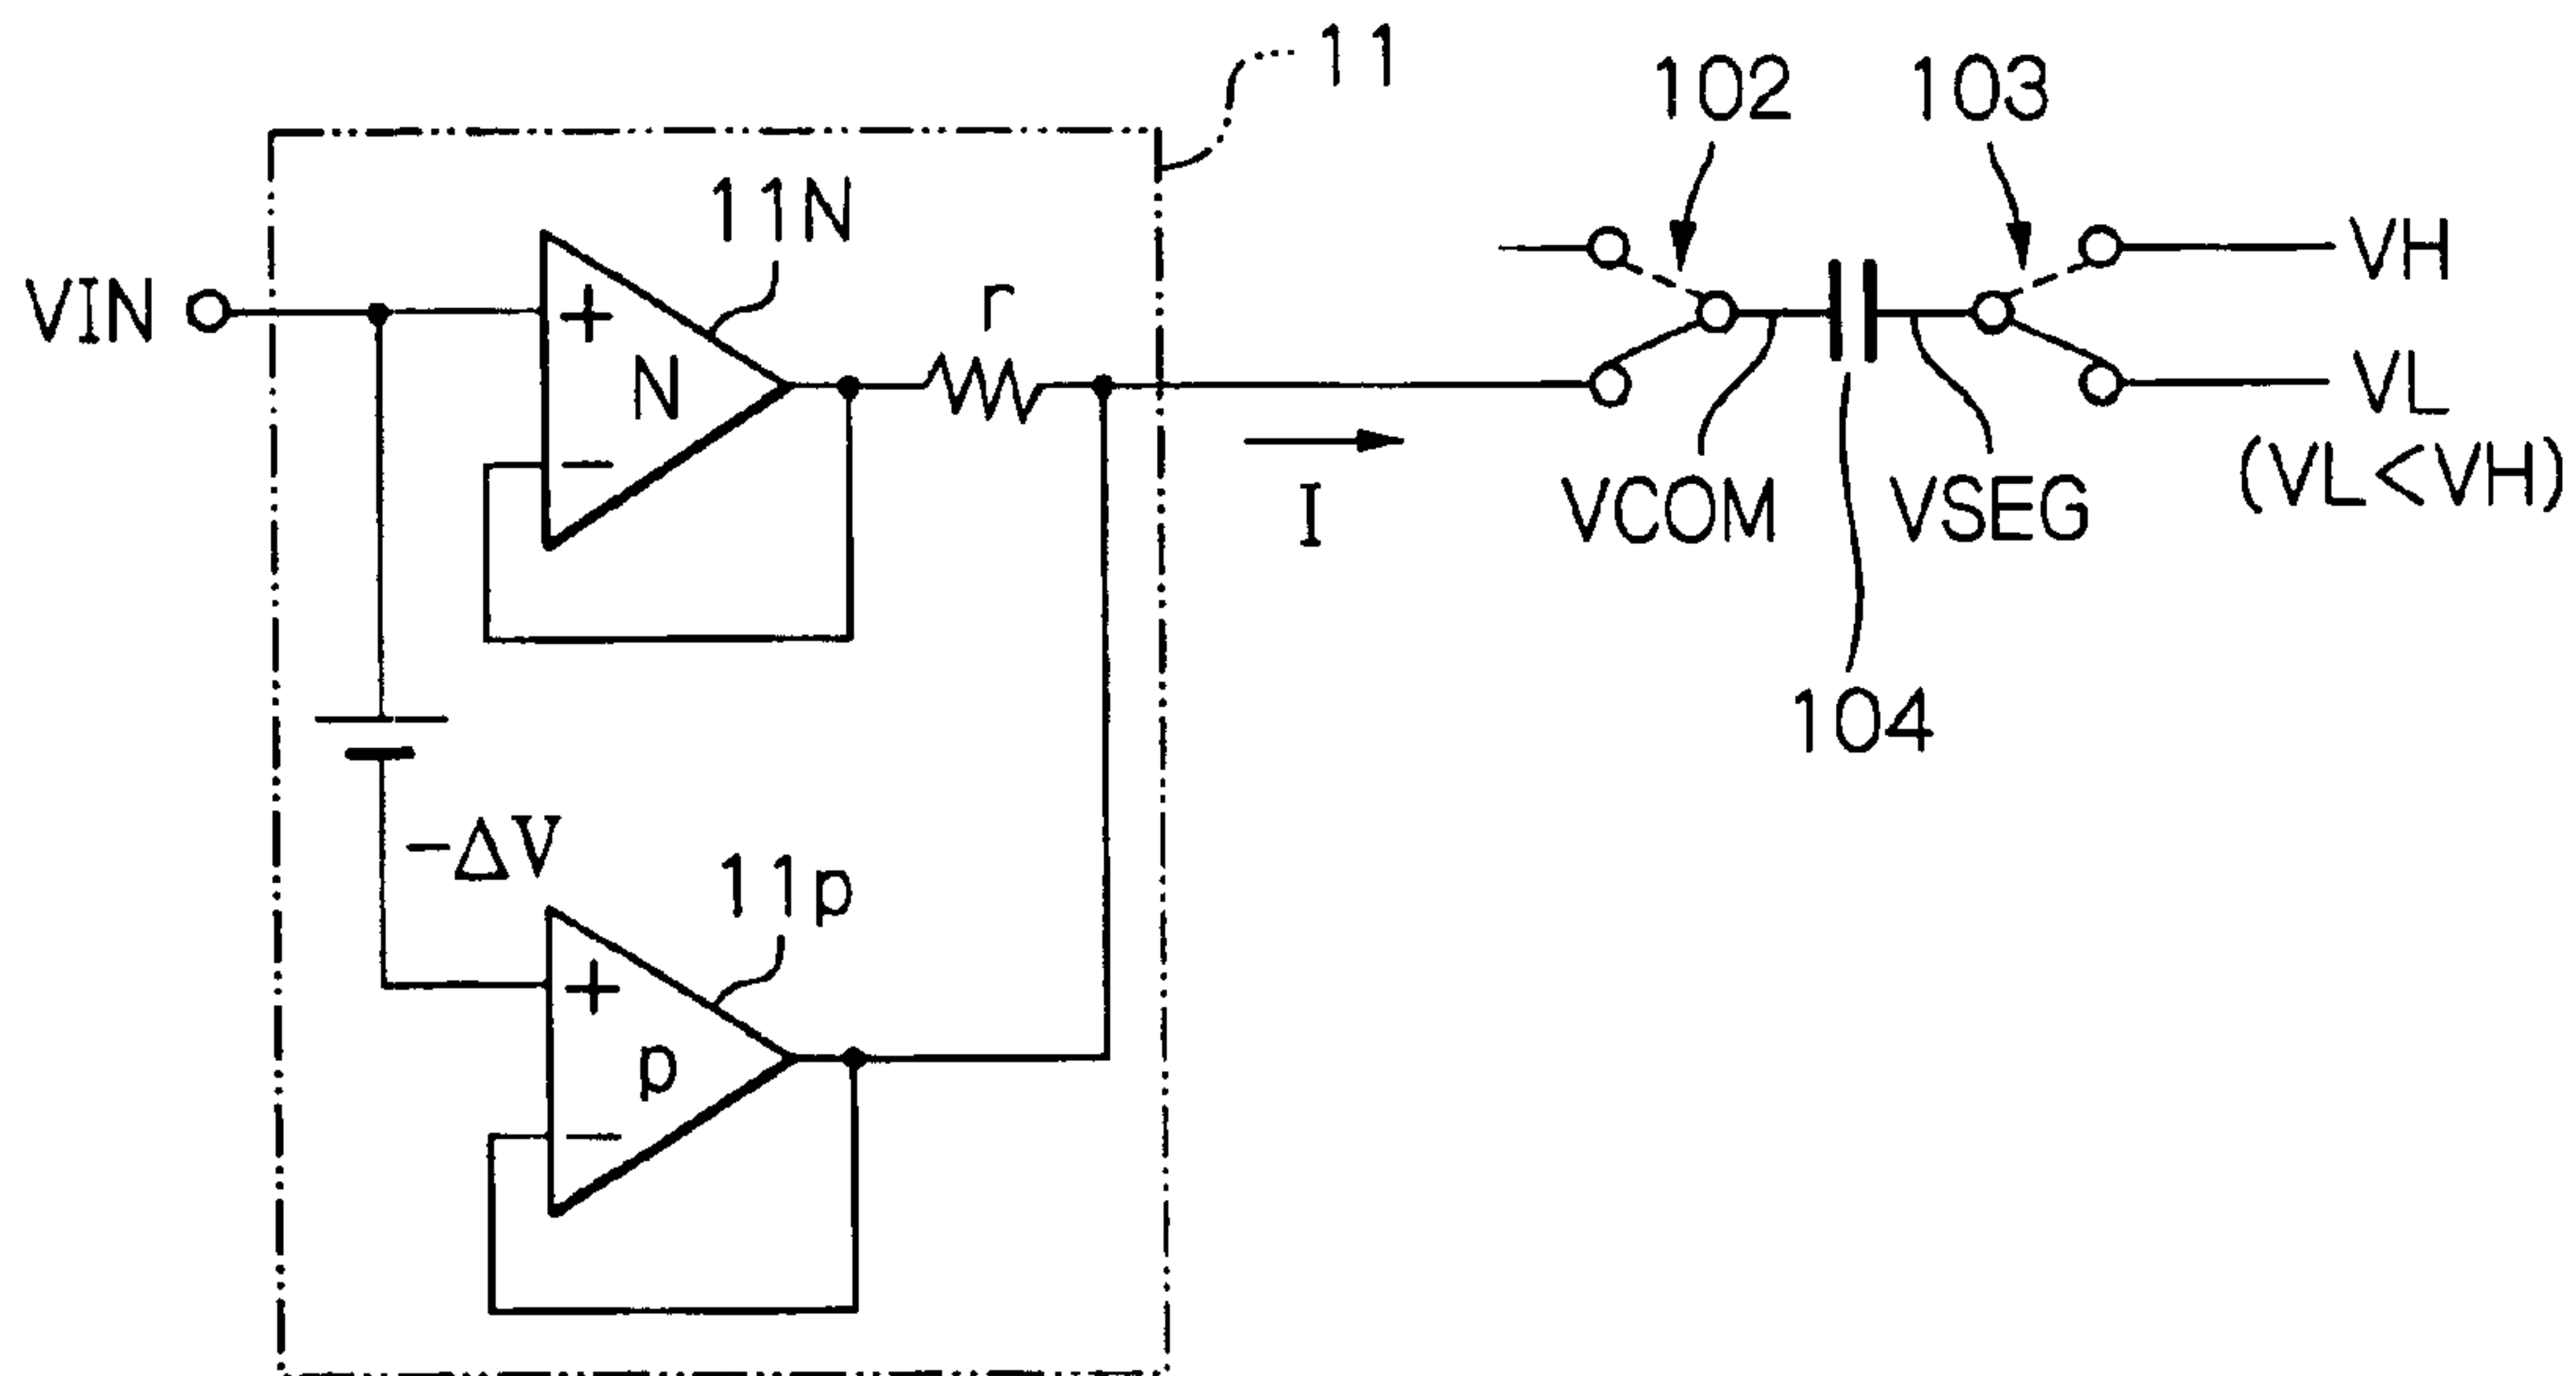 11
102
103
11N
VIN
+
N
−
r
VH
VL
(VL<VH)
I
VCOM
VSEG
104
−ΔV
11p
+
p
−